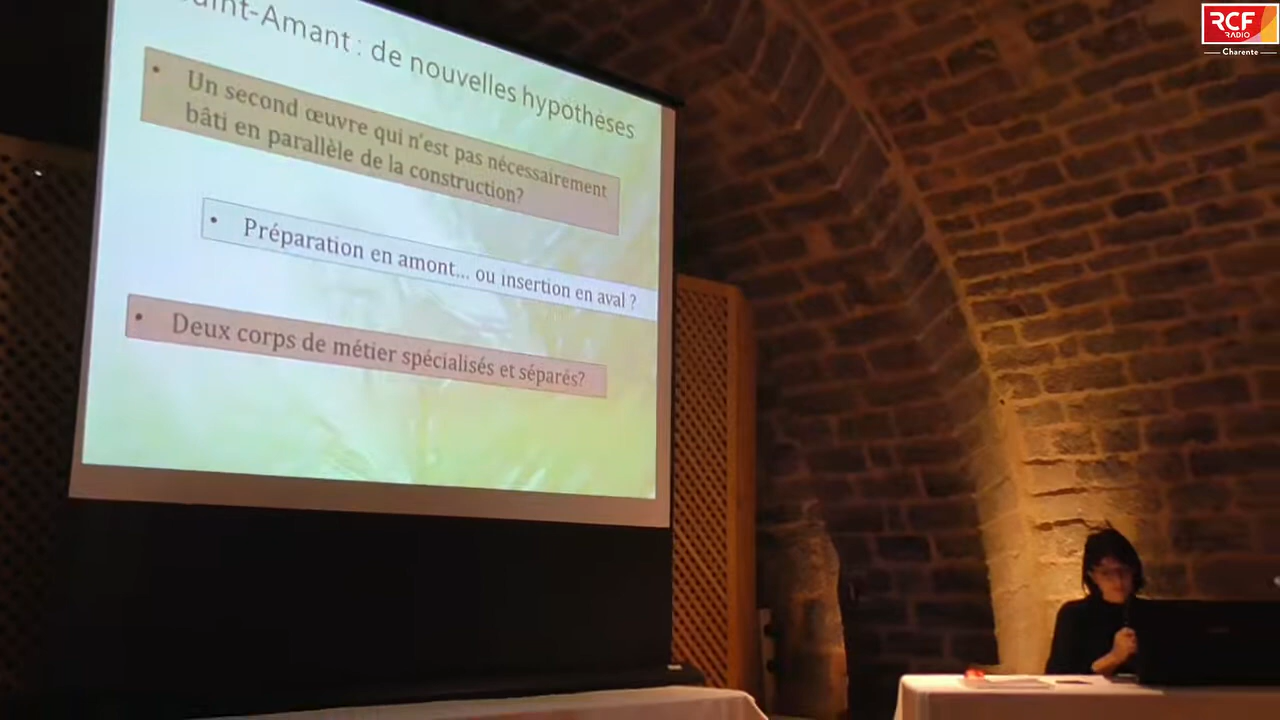 Saint-Amant : de nouvelles hypothèses
• Un second œuvre qui n'est pas nécessairement
bâti en parallèle de la construction?
• Préparation en amont... ou insertion en aval ?
• Deux corps de métier spécialisés et séparés?
RCF
RADIO
Charente